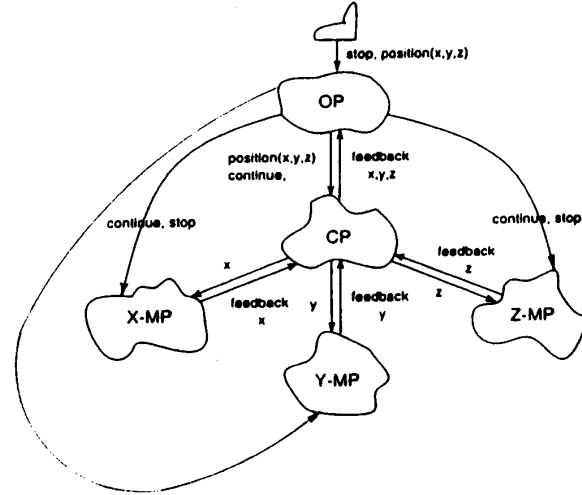 stop, position(x,y,z)
OP
position(x,y,z)
continue,
feedback
x,y,z
continue, stop
continue, stop
CP
x
feedback
x
y
feedback
y
feedback
z
z
X-MP
Z-MP
Y-MP